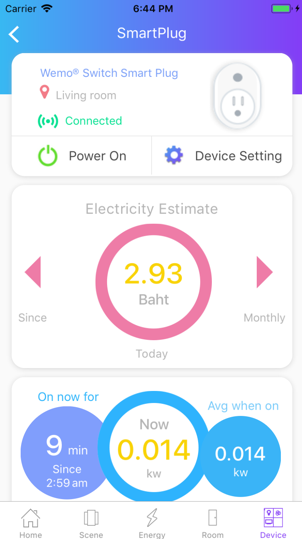 Carrier 6:44 PM
SmartPlug
Wemo® Switch Smart Plug
Living room
Connected
Power On Device Setting
Electricity Estimate
2.93
Baht
Since Monthly
Today
On now for
Avg when on
9 min
Since
2:59 am
Now
0.014
kw
0.014
kw
Home Scene Energy Room Device